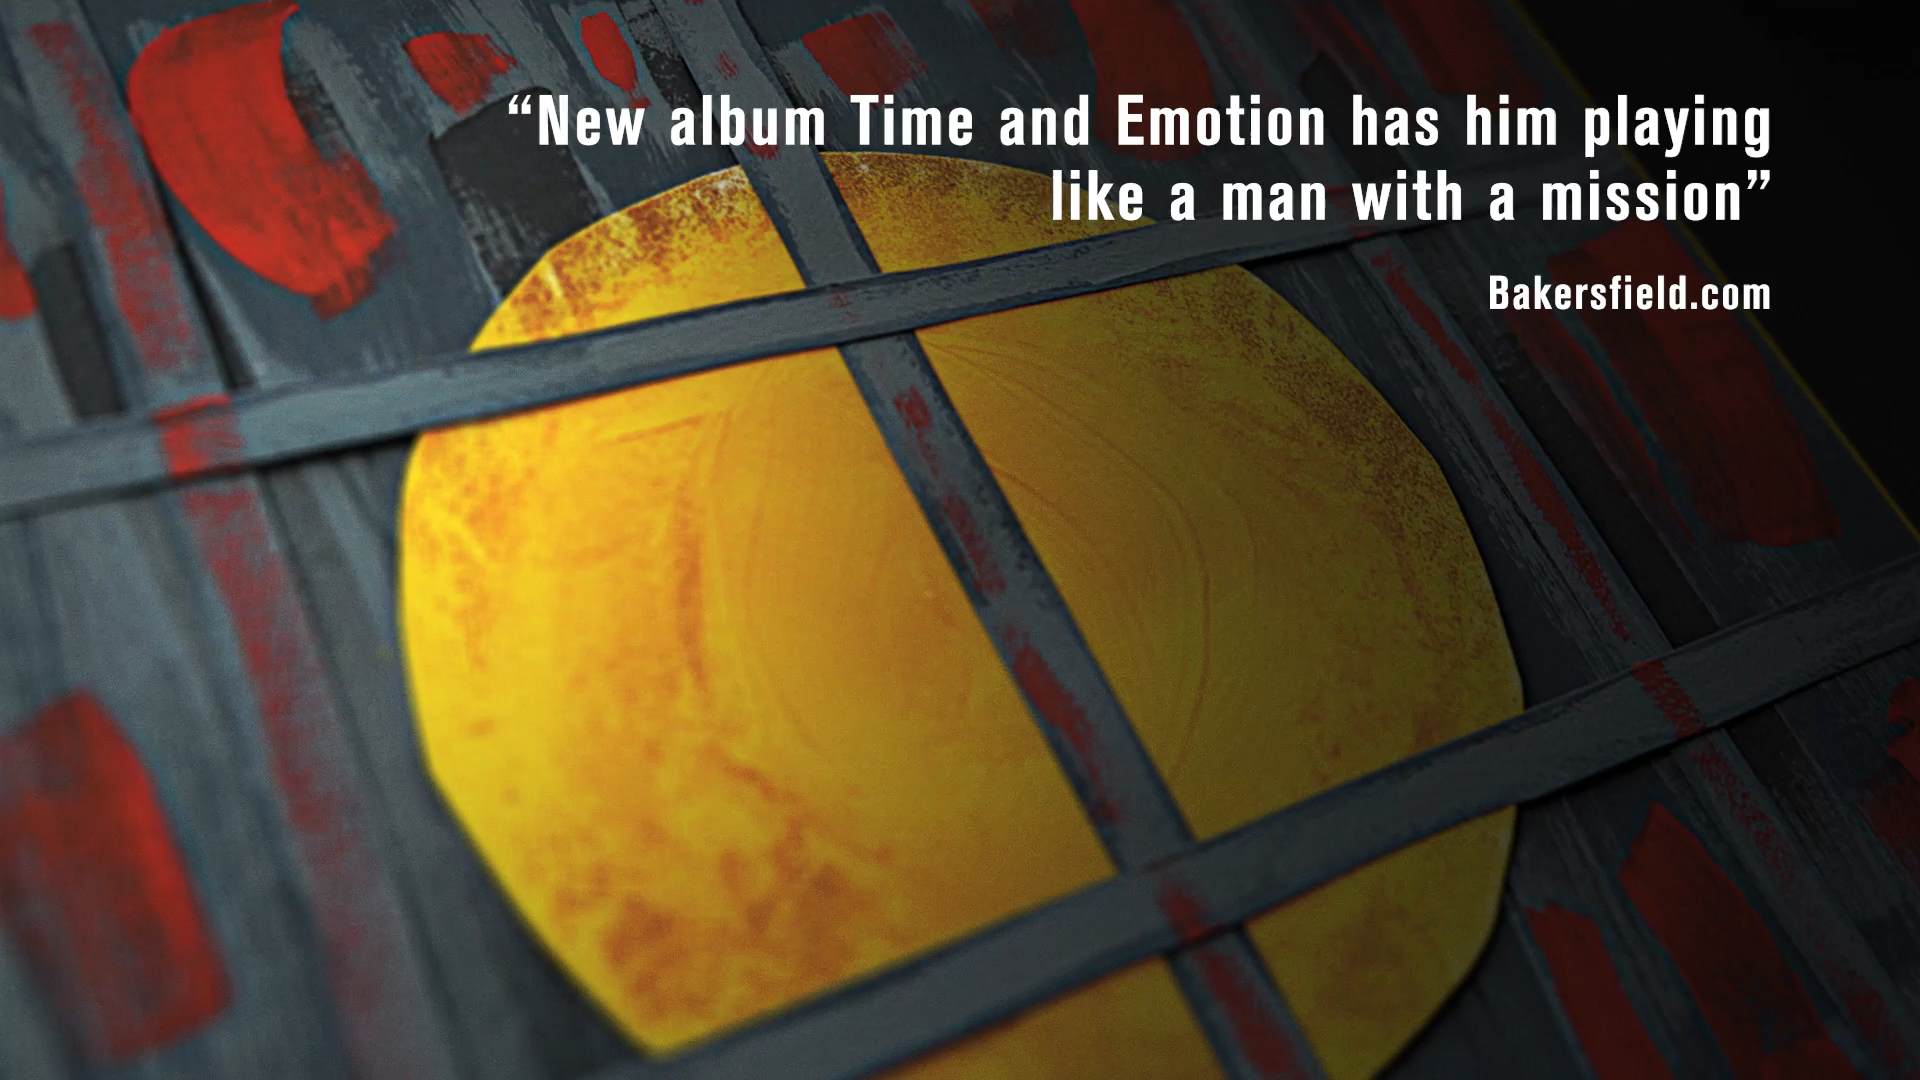 “New album Time and Emotion has him playing
like a man with a mission”
Bakersfield.com